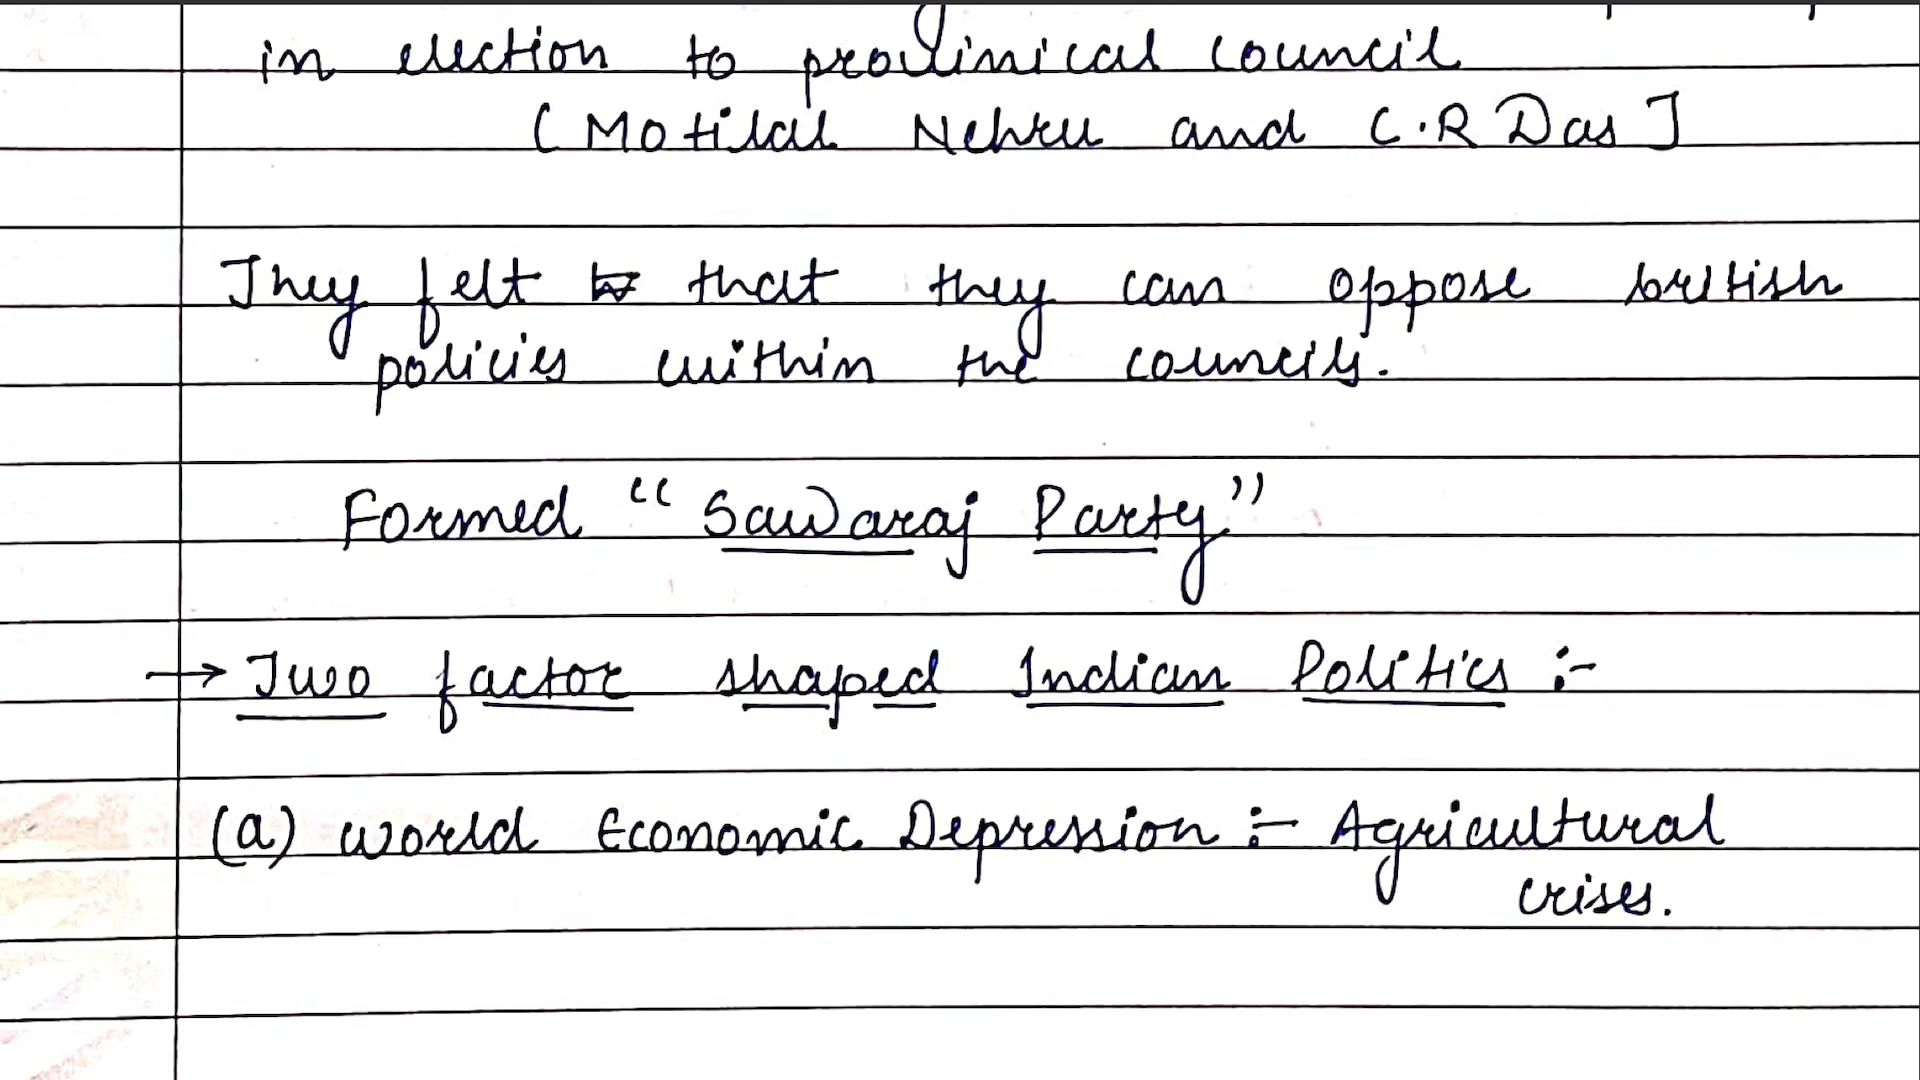 in election to provinical council
(Motilal Nehru and C.R Das]
They felt that they can oppose british
policies within the councils.
Formed "Sawaraj Party"
→ Two factor shaped Indian Politics :-
(a) World Economic Depression :- Agricultural
crises.